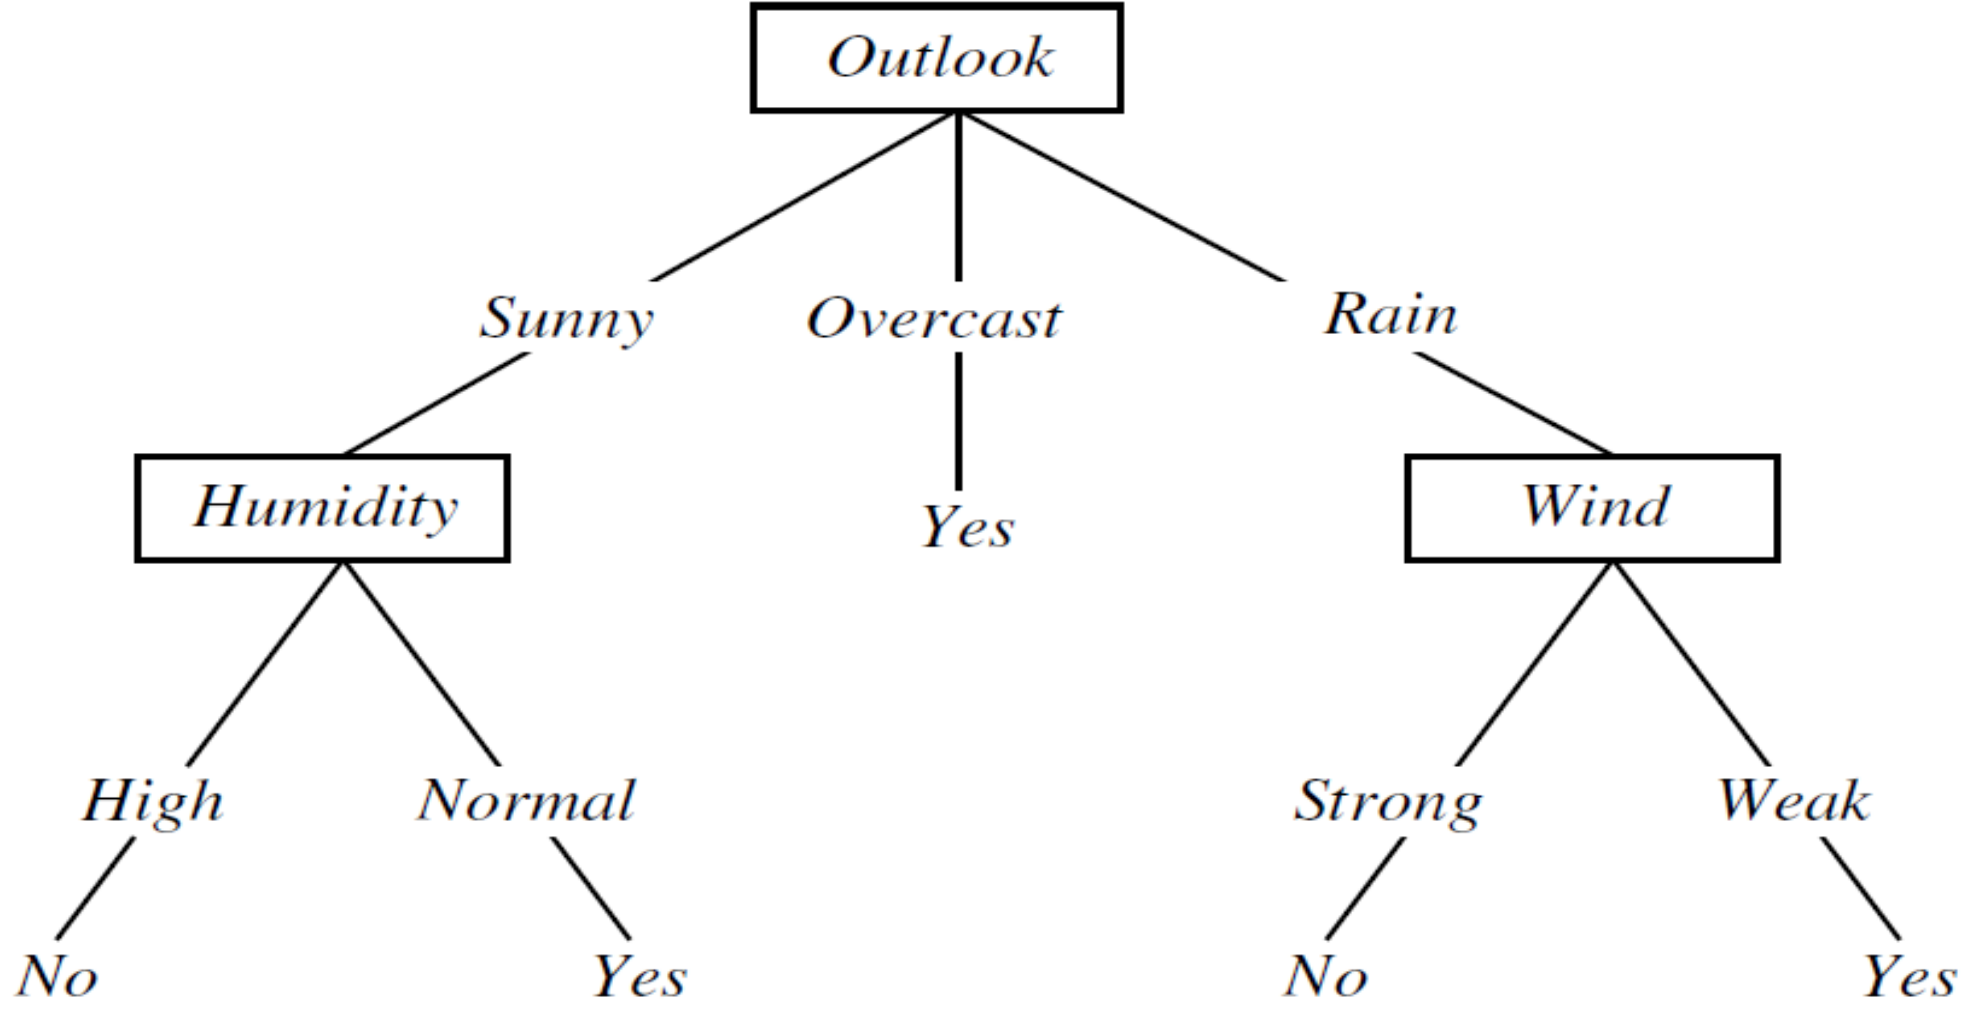 Outlook
Sunny Overcast Rain
Humidity Yes Wind
High Normal Strong Weak
No Yes No Yes